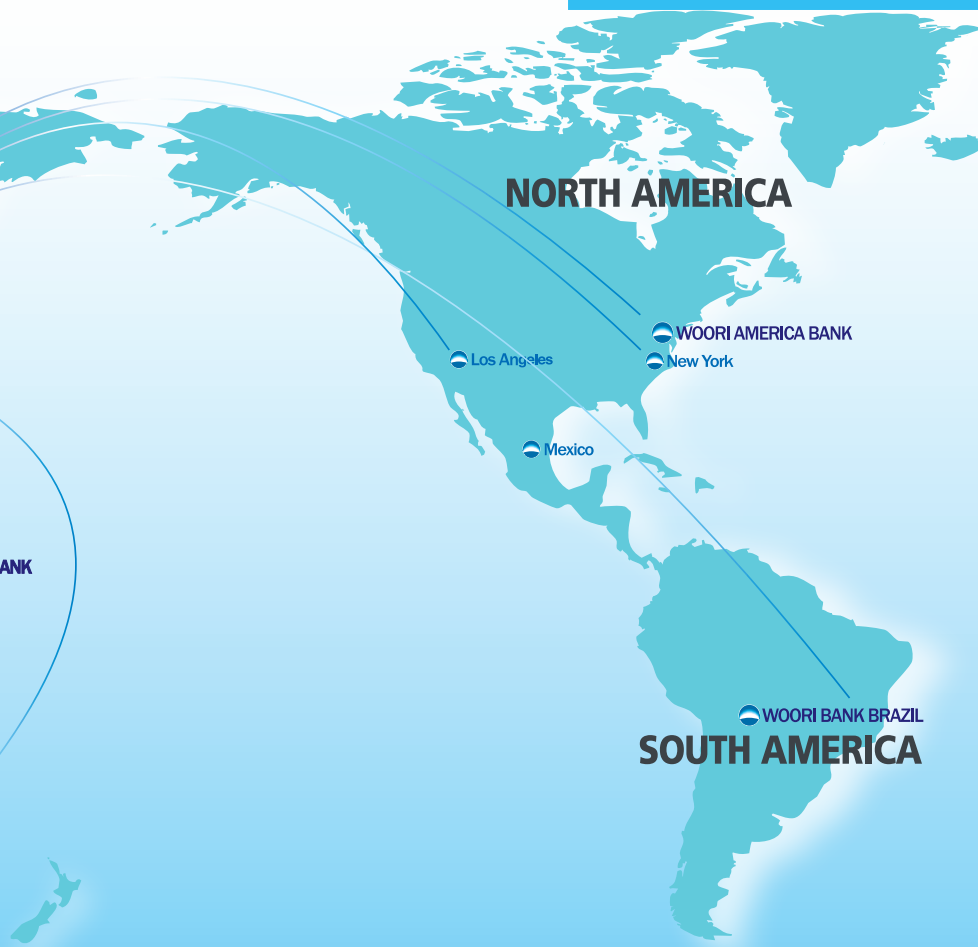 NORTH AMERICA
WOORI AMERICA BANK
Los Angeles
New York
Mexico
ANK
WOORI BANK BRAZIL
SOUTH AMERICA